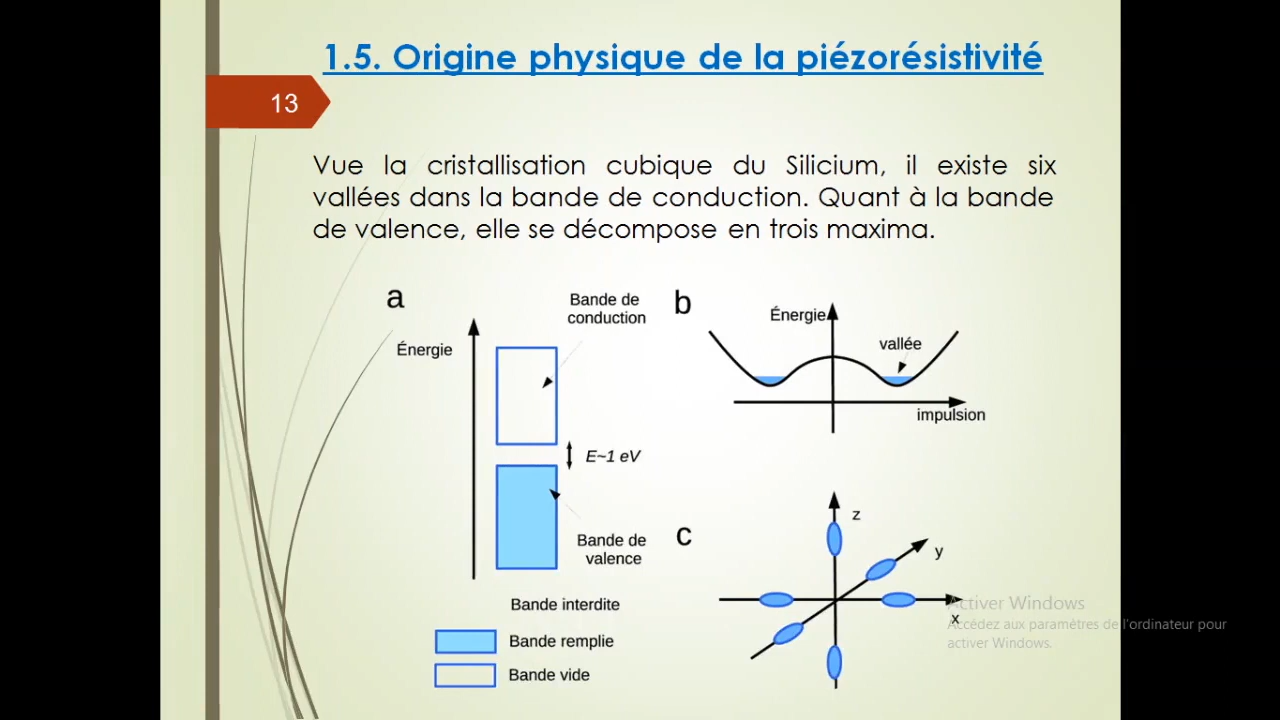 1.5. Origine physique de la piézorésistivité
13
Vue la cristallisation cubique du Silicium, il existe six
vallées dans la bande de conduction. Quant à la bande
de valence, elle se décompose en trois maxima.
a
Bande de
conduction
Énergie
E~1 eV
Bande de
valence
Bande interdite
Bande remplie
Bande vide
b
Énergie
vallée
impulsion
c
z
y
x
Activer Windows
Accédez aux paramètres de l'ordinateur pour
activer Windows.